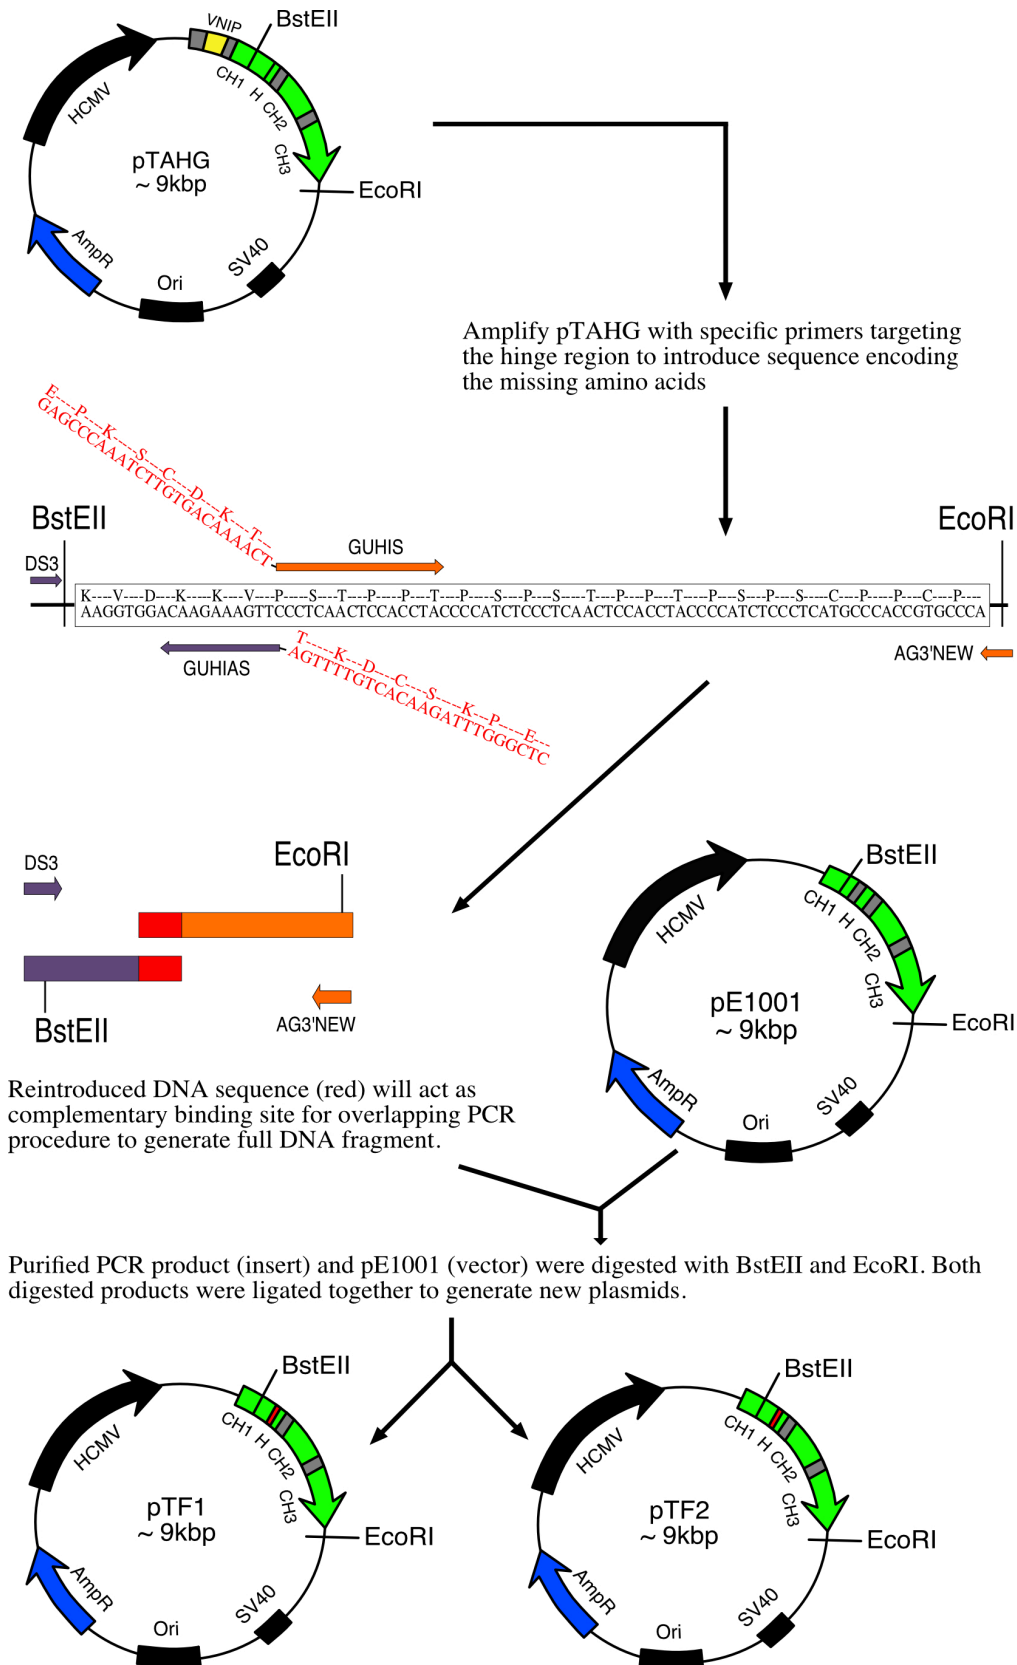 VNIP
BstEII
HCMV
CH1
H
CH2
CH3
pTAHG
~ 9kbp
EcoRI
AmpR
Ori
SV40
Amplify pTAHG with specific primers targeting
the hinge region to introduce sequence encoding
the missing amino acids
E---P----K----S---C---D----K----T---
GAGCCCAAATCTTGTGACAAAACT
BstEII
EcoRI
DS3
GUHIS
K----V----D----K----K----V----P----S----T----P----P----T----P----S----P----S----T----P----P----T----P----S----P----S----C----P----P----C----P----
AAGGTGGACAAGAAAGTTCCCTCAACTCCACCTACCCCATCTCCCTCAACTCCACCTACCCCATCTCCCTCATGCCCACCGTGCCCA
GUHIAS
T----K----D----C----S----K----P----E---
AGTTTTGTCACAAGATTTGGGCTC
AG3'NEW
DS3
EcoRI
BstEII
AG3'NEW
BstEII
HCMV
CH1
H
CH2
CH3
pE1001
~ 9kbp
EcoRI
AmpR
Ori
SV40
Reintroduced DNA sequence (red) will act as
complementary binding site for overlapping PCR
procedure to generate full DNA fragment.
Purified PCR product (insert) and pE1001 (vector) were digested with BstEII and EcoRI. Both
digested products were ligated together to generate new plasmids.
BstEII
HCMV
CH1
H
CH2
CH3
pTF1
~ 9kbp
EcoRI
AmpR
Ori
SV40
BstEII
HCMV
CH1
H
CH2
CH3
pTF2
~ 9kbp
EcoRI
AmpR
Ori
SV40